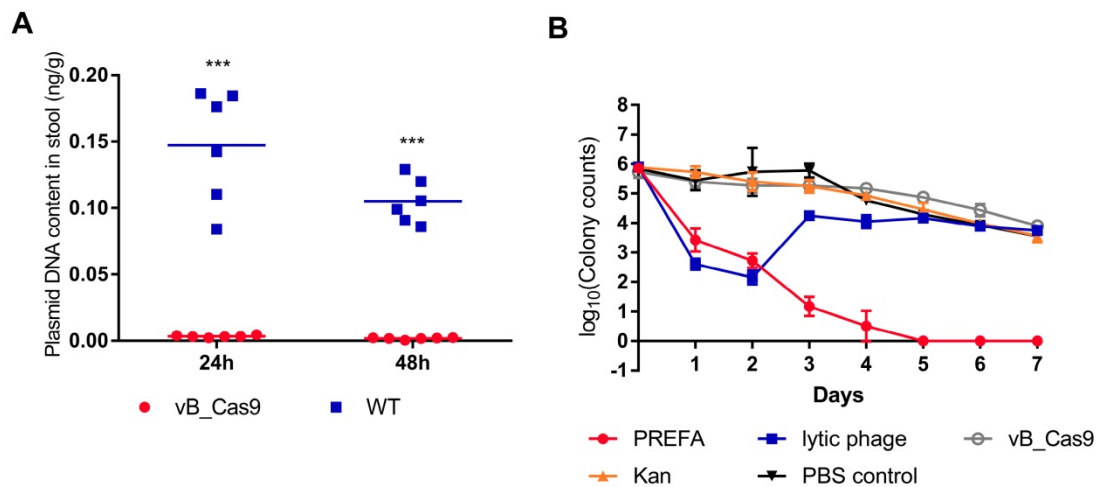 A
Plasmid DNA content in stool (ng/g)
0.20
0.15
0.10
0.05
0.00
***
***
24h
48h
vB_Cas9
WT
B
log10(Colony counts)
8
7
6
5
4
3
2
1
0
-1
1 2 3 4 5 6 7
Days
PREFA
lytic phage
vB_Cas9
Kan
PBS control